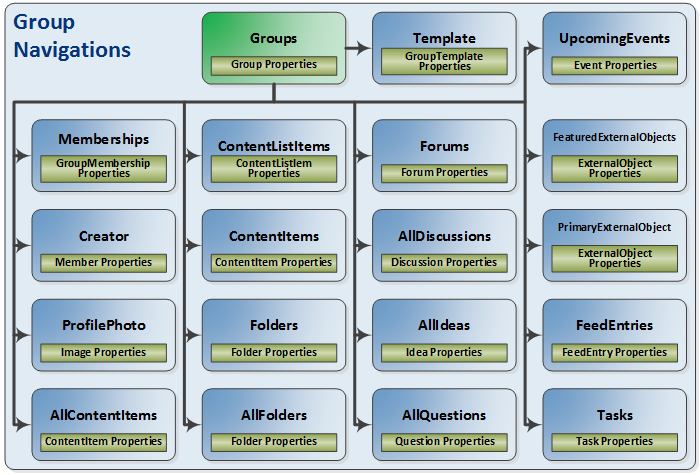 Group
Navigations
Groups
Group Properties
Template
GroupTemplate
Properties
UpcomingEvents
Event Properties
Memberships
GroupMembership
Properties
ContentListItems
ContentListItem
Properties
Forums
Forum Properties
FeaturedExternalObjects
ExternalObject
Properties
Creator
Member Properties
ContentItems
ContentItem Properties
AllDiscussions
Discussion Properties
PrimaryExternalObject
ExternalObject
Properties
ProfilePhoto
Image Properties
Folders
Folder Properties
AllIdeas
Idea Properties
FeedEntries
FeedEntry Properties
AllContentItems
ContentItem Properties
AllFolders
Folder Properties
AllQuestions
Question Properties
Tasks
Task Properties